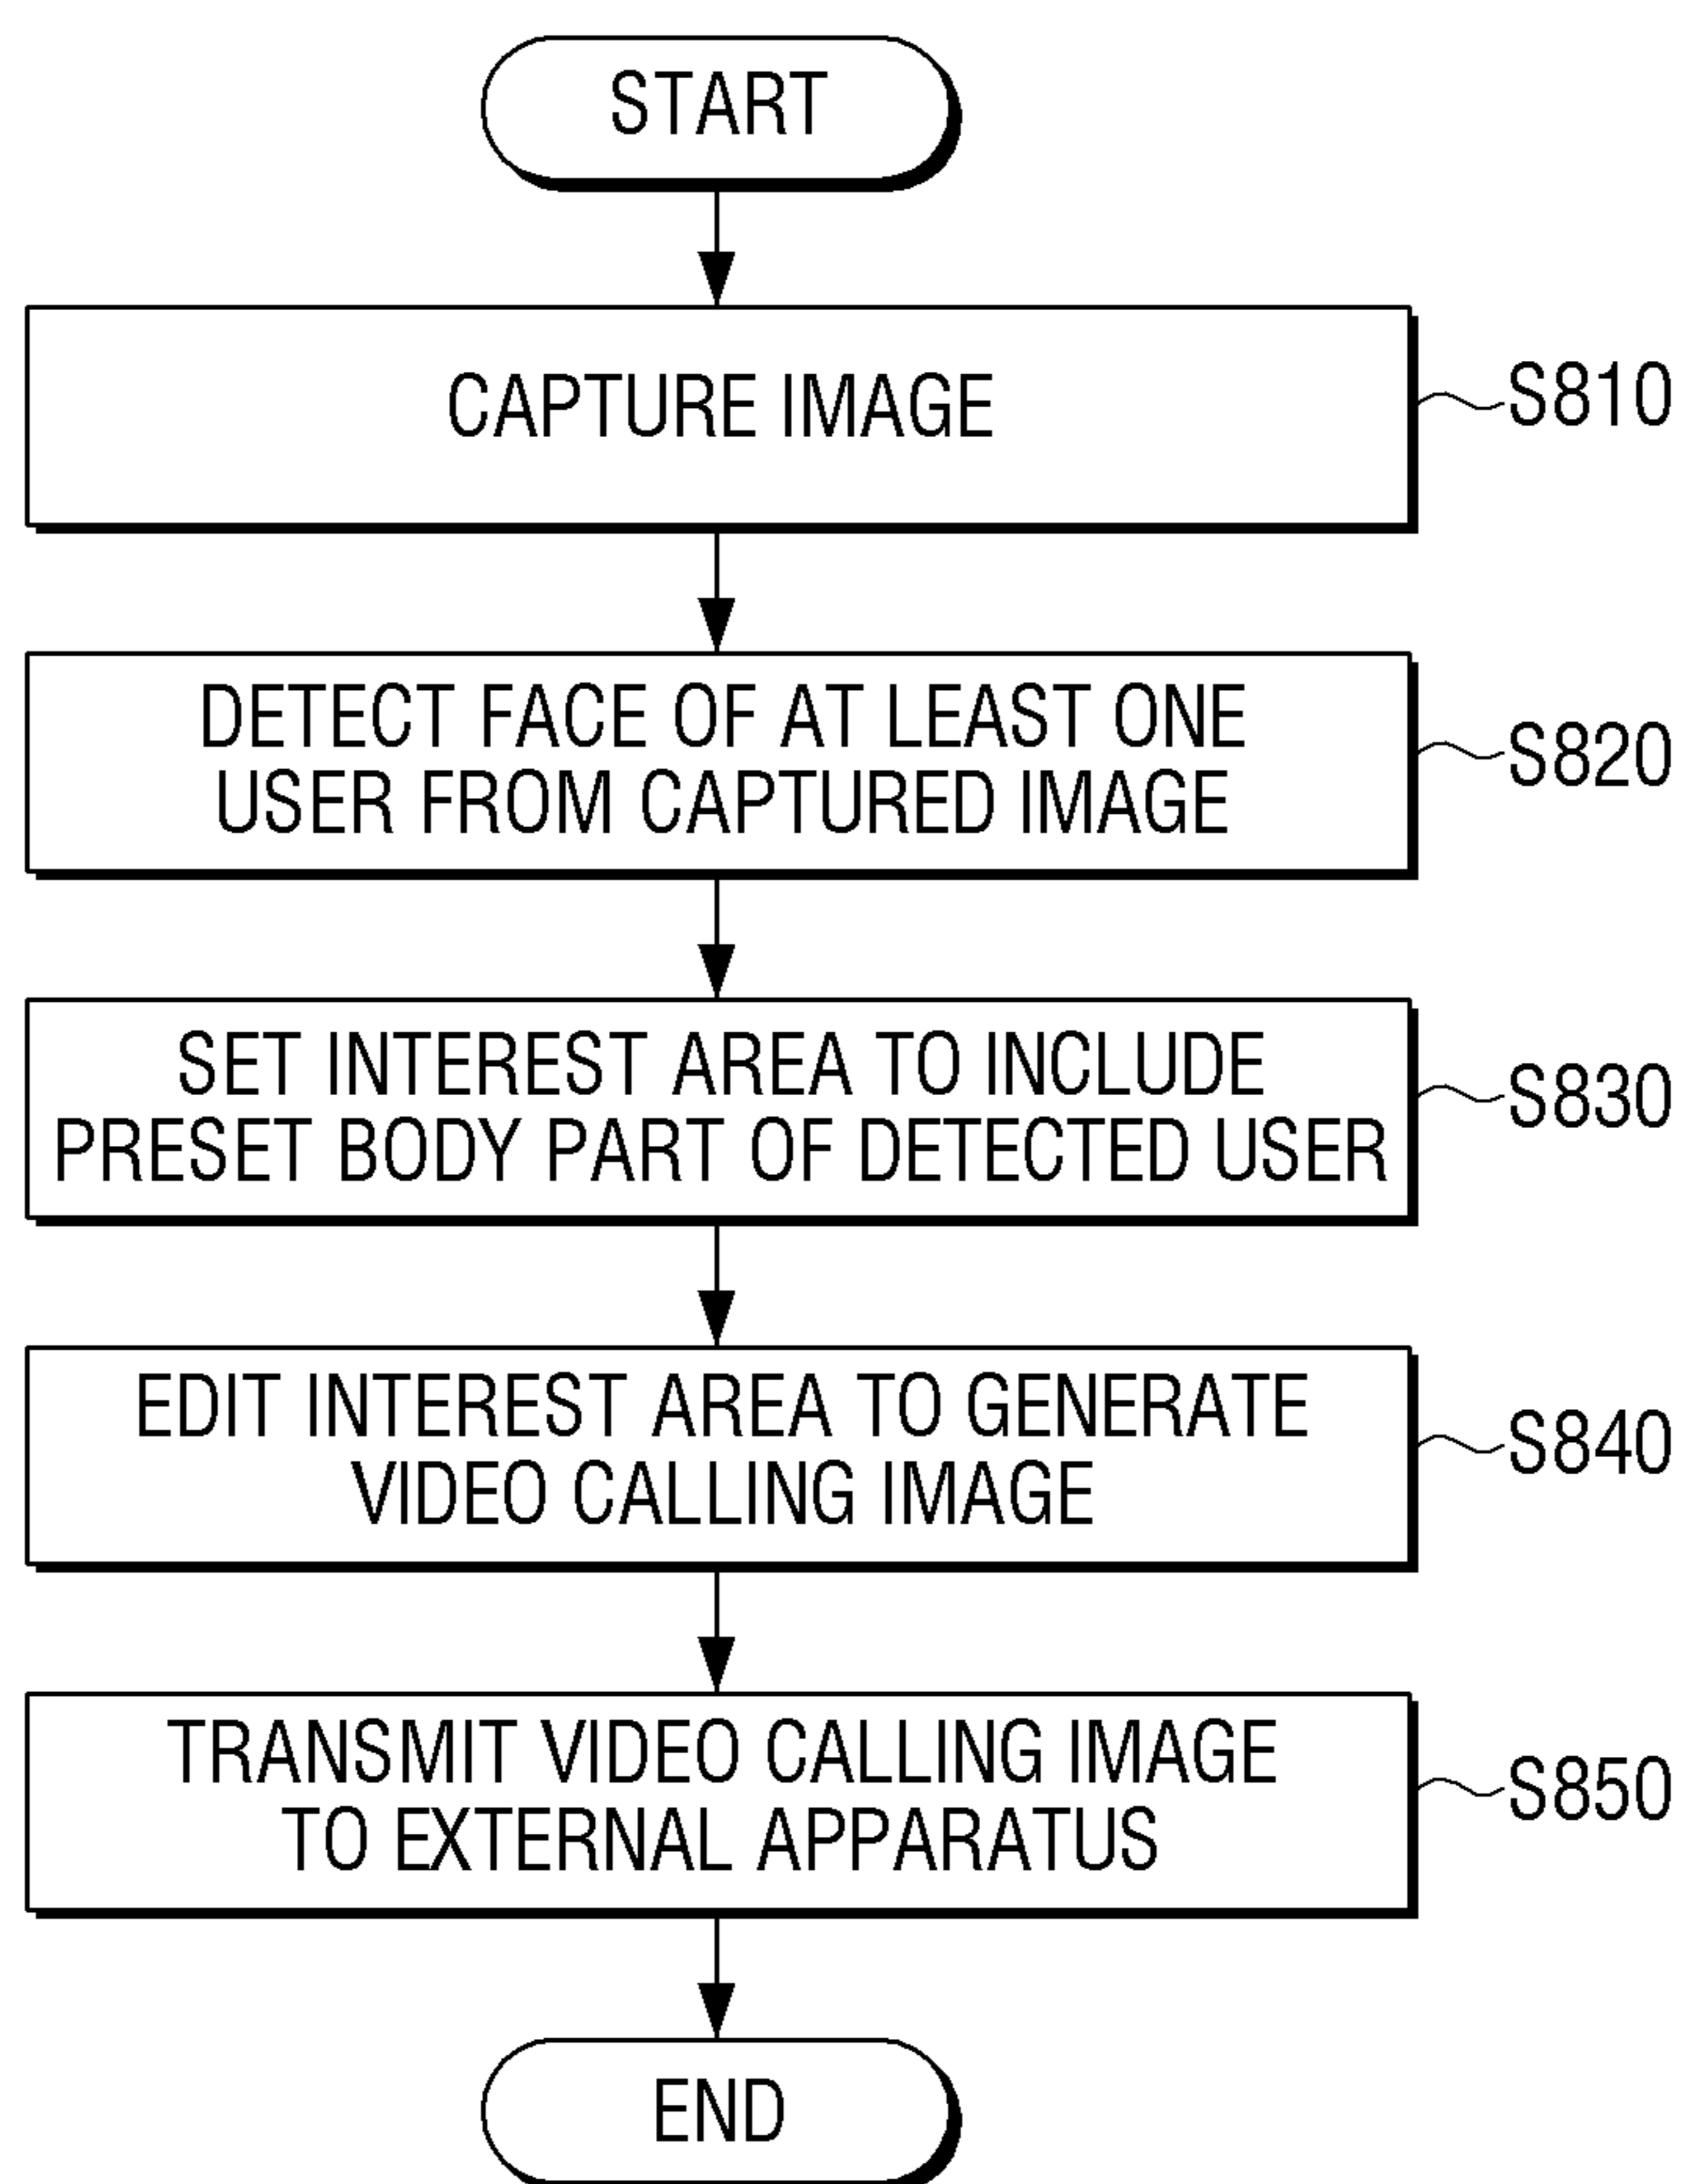 START
CAPTURE IMAGE
S810
DETECT FACE OF AT LEAST ONE
USER FROM CAPTURED IMAGE
S820
SET INTEREST AREA TO INCLUDE
PRESET BODY PART OF DETECTED USER
S830
EDIT INTEREST AREA TO GENERATE
VIDEO CALLING IMAGE
S840
TRANSMIT VIDEO CALLING IMAGE
TO EXTERNAL APPARATUS
S850
END